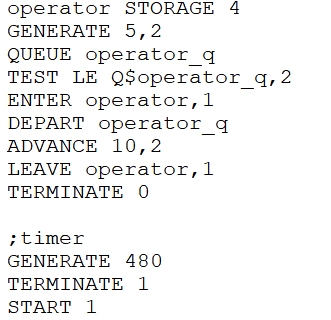 operator STORAGE 4
GENERATE 5,2
QUEUE operator_q
TEST LE Q$operator_q,2
ENTER operator,1
DEPART operator_q
ADVANCE 10,2
LEAVE operator,1
TERMINATE 0

;timer
GENERATE 480
TERMINATE 1
START 1